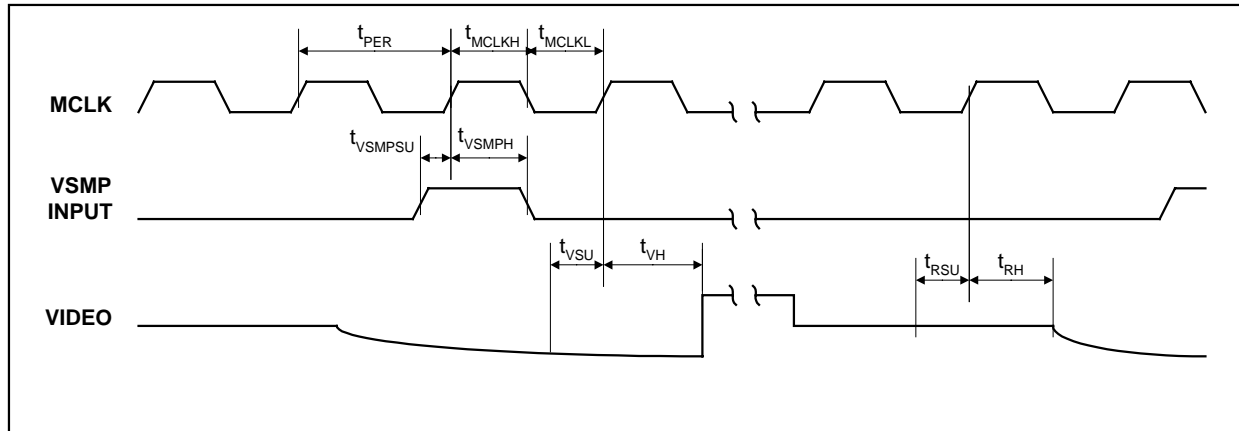 tPER tMCLKH tMCLKL
MCLK
tVSMPSU tVSMPH
VSMP
INPUT
tVSU tVH tRSU tRH
VIDEO